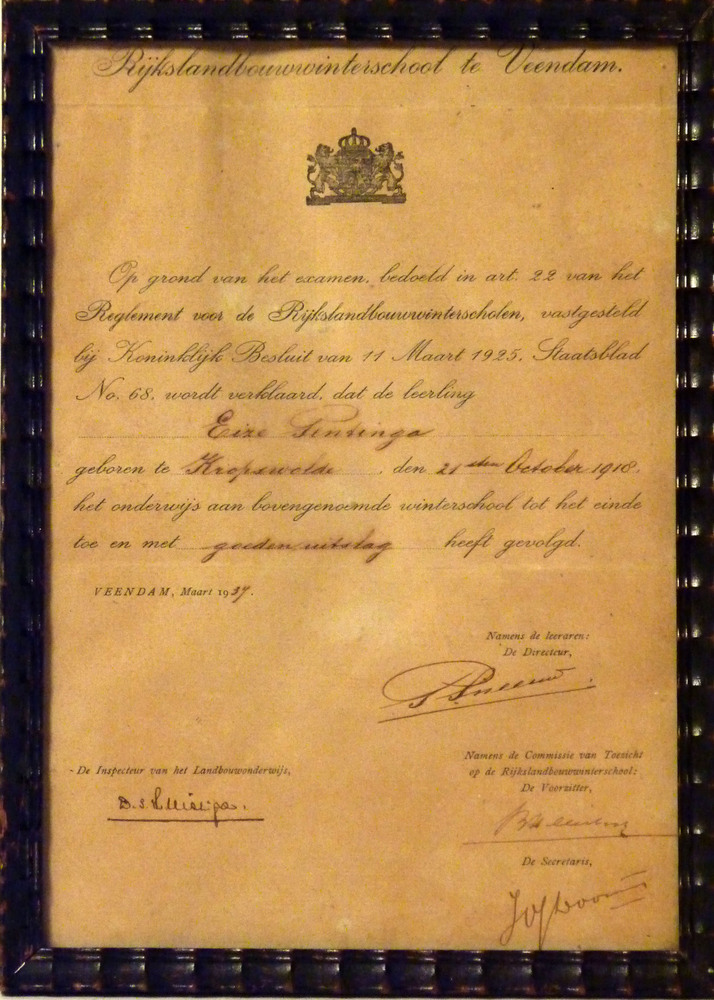 Rijkslandbouwwinterschool te Veendam.
Op grond van het examen, bedoeld in art. 22 van het
Reglement voor de Rijkslandbouwwinterscholen, vastgesteld
bij Koninklijk Besluit van 11 Maart 1925, Staatsblad
No. 68, wordt verklaard, dat de leerling
Eize
geboren te Kropswolde, den 21sten October 1918,
het onderwijs aan bovengenoemde winterschool tot het einde
toe en met goeden uitslag heeft gevolgd.
VEENDAM, Maart 1937.
Namens de leeraren:
De Directeur,
De Inspecteur van het Landbouwonderwijs,
Namens de Commissie van Toezicht
op de Rijkslandbouwwinterschool:
De Voorzitter,
De Secretaris,